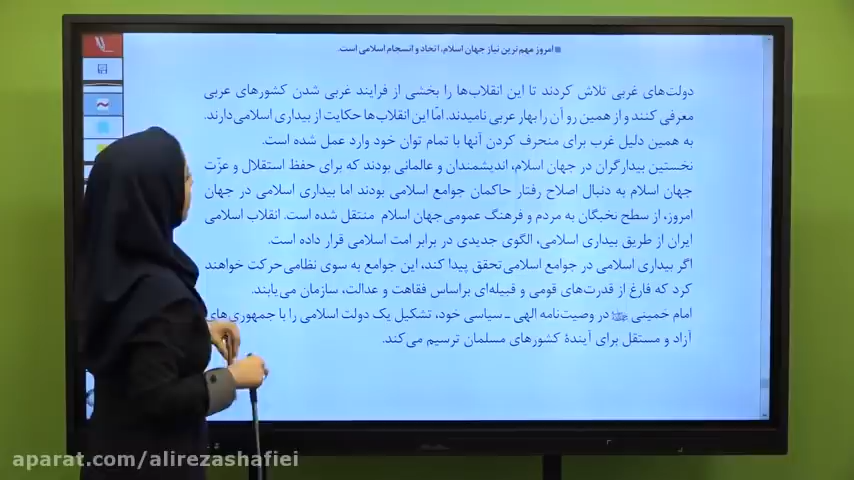 امروز مهم‌ترین نیاز جهان اسلام، اتحاد و انسجام اسلامی است.
دولت‌های غربی تلاش کردند تا این انقلاب‌ها را بخشی از فرایند غربی شدن کشورهای عربی
معرفی کنند و از همین رو آن را بهار عربی نامیدند. امّا این انقلاب‌ها حکایت از بیداری اسلامی‌دارند.
به همین دلیل غرب برای منحرف کردن آنها با تمام توان خود وارد عمل شده است.
نخستین بیدارگران در جهان اسلام، اندیشمندان و عالمانی بودند که برای حفظ استقلال و عزّت
جهان اسلام به دنبال اصلاح رفتار حاکمان جوامع اسلامی بودند اما بیداری اسلامی در جهان
امروز، از سطح نخبگان به مردم و فرهنگ عمومی جهان اسلام منتقل شده است. انقلاب اسلامی
ایران از طریق بیداری اسلامی، الگوی جدیدی در برابر امت اسلامی قرار داده است.
اگر بیداری اسلامی در جوامع اسلامی تحقق پیدا کند، این جوامع به سوی نظامی حرکت خواهند
کرد که فارغ از قدرت‌های قومی و قبیله‌ای براساس فقاهت و عدالت، سازمان می‌یابند.
امام خمینی در وصیت‌نامه الهی ـ سیاسی خود، تشکیل یک دولت اسلامی را با جمهوری‌های
آزاد و مستقل برای آیندهٔ کشورهای مسلمان ترسیم می‌کند.
aparat.com/alirezashafiei